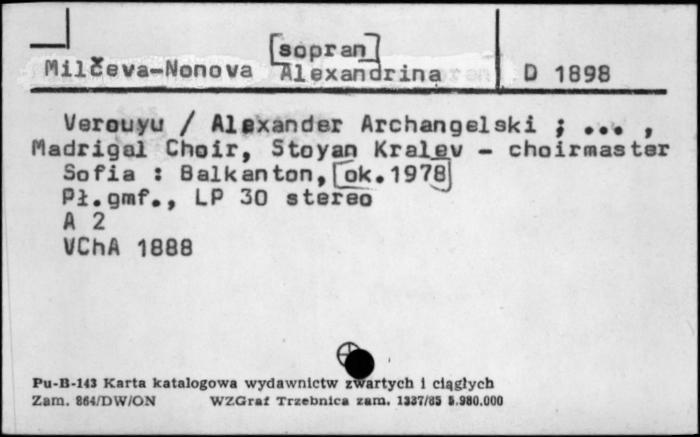 [sopran]
Milčeva-Nonova Alexandrina D 1898
Verouyu / Alexander Archangelski ; ... ,
Madrigal Choir, Stoyan Kralev - choirmaster
Sofia : Balkanton, [ok.1978]
Pł.gmf., LP 30 stereo
A 2
VChA 1888
Pu-B-143 Karta katalogowa wydawnictw zwartych i ciągłych
Zam. 864/DW/ON WZGraf Trzebnica zam. 1337/85 5.980.000